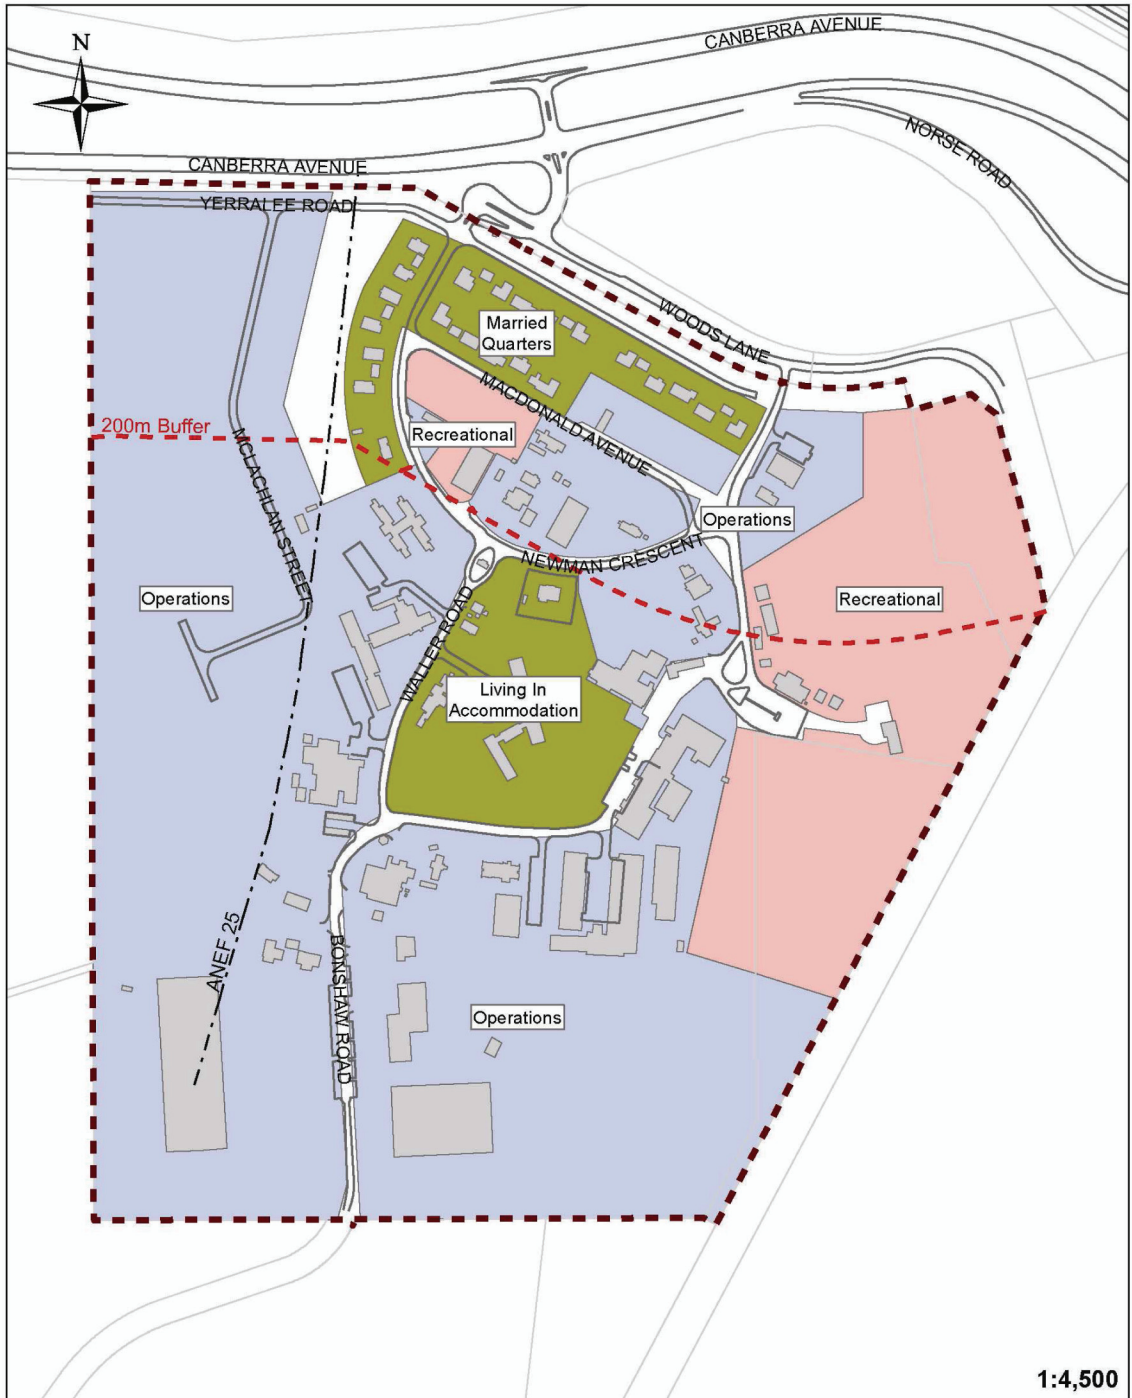 CANBERRA AVENUE
N
NORSE ROAD
CANBERRA AVENUE
YERRALEE ROAD
WOODS LANE
Married
Quarters
MACDONALD AVENUE
200m Buffer
Recreational
MCLACHLAN STREET
Operations
NEWMAN CRESCENT
Operations
Recreational
WALLER ROAD
Living In
Accommodation
ANEF 25
BONSHAW ROAD
Operations
1:4,500